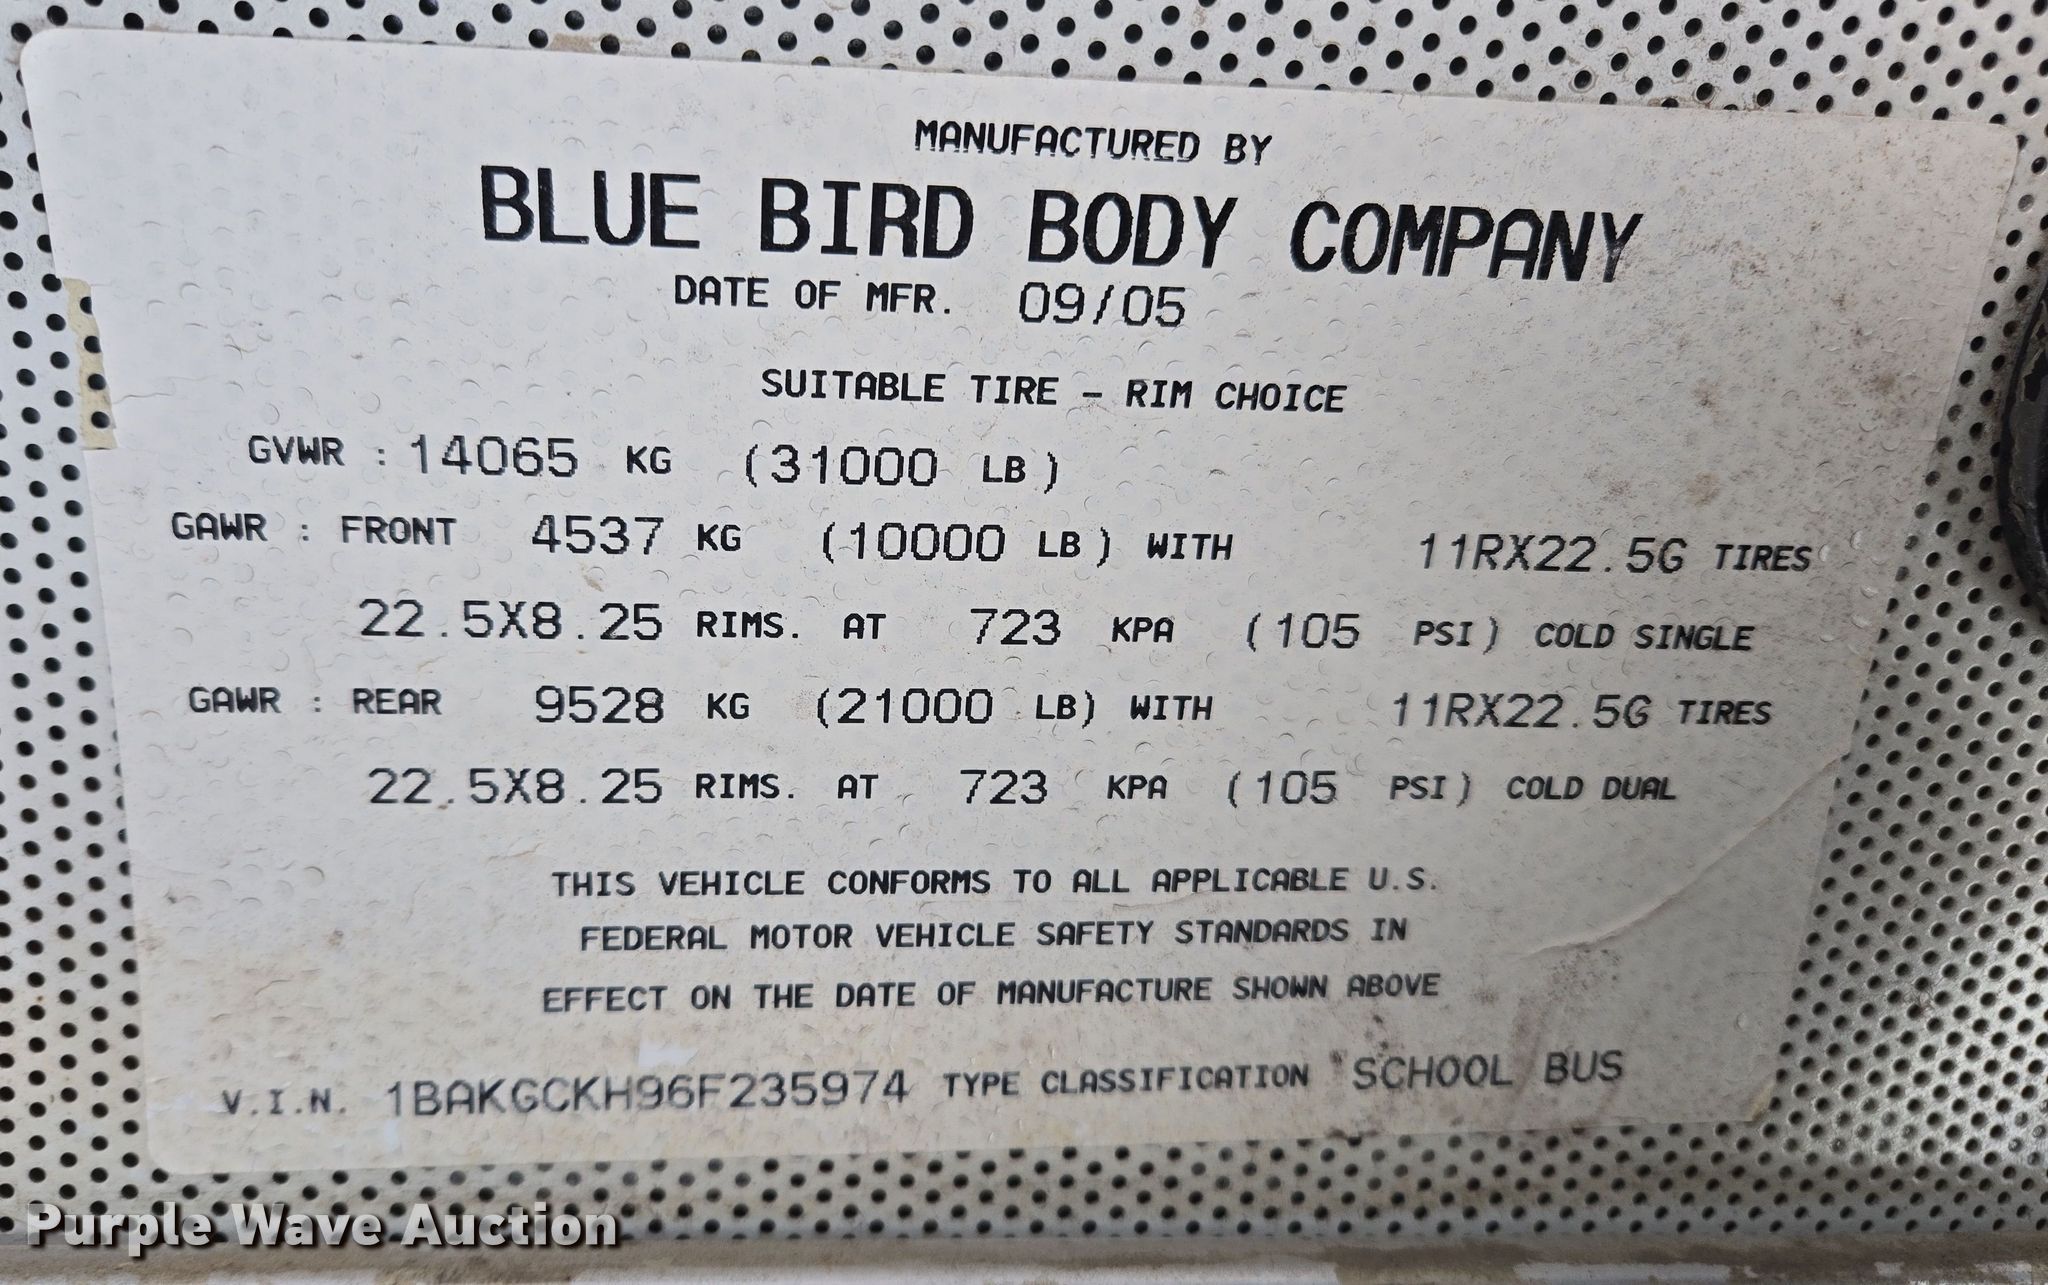 MANUFACTURED BY
BLUE BIRD BODY COMPANY
DATE OF MFR. 09/05
SUITABLE TIRE - RIM CHOICE
GVWR : 14065 KG (31000 LB)
GAWR : FRONT 4537 KG (10000 LB) WITH 11RX22.5G TIRES
22.5X8.25 RIMS. AT 723 KPA (105 PSI) COLD SINGLE
GAWR : REAR 9528 KG (21000 LB) WITH 11RX22.5G TIRES
22.5X8.25 RIMS. AT 723 KPA (105 PSI) COLD DUAL
THIS VEHICLE CONFORMS TO ALL APPLICABLE U.S.
FEDERAL MOTOR VEHICLE SAFETY STANDARDS IN
EFFECT ON THE DATE OF MANUFACTURE SHOWN ABOVE
V.I.N. 1BAKGCKH96F235974 TYPE CLASSIFICATION SCHOOL BUS
Purple Wave Auction